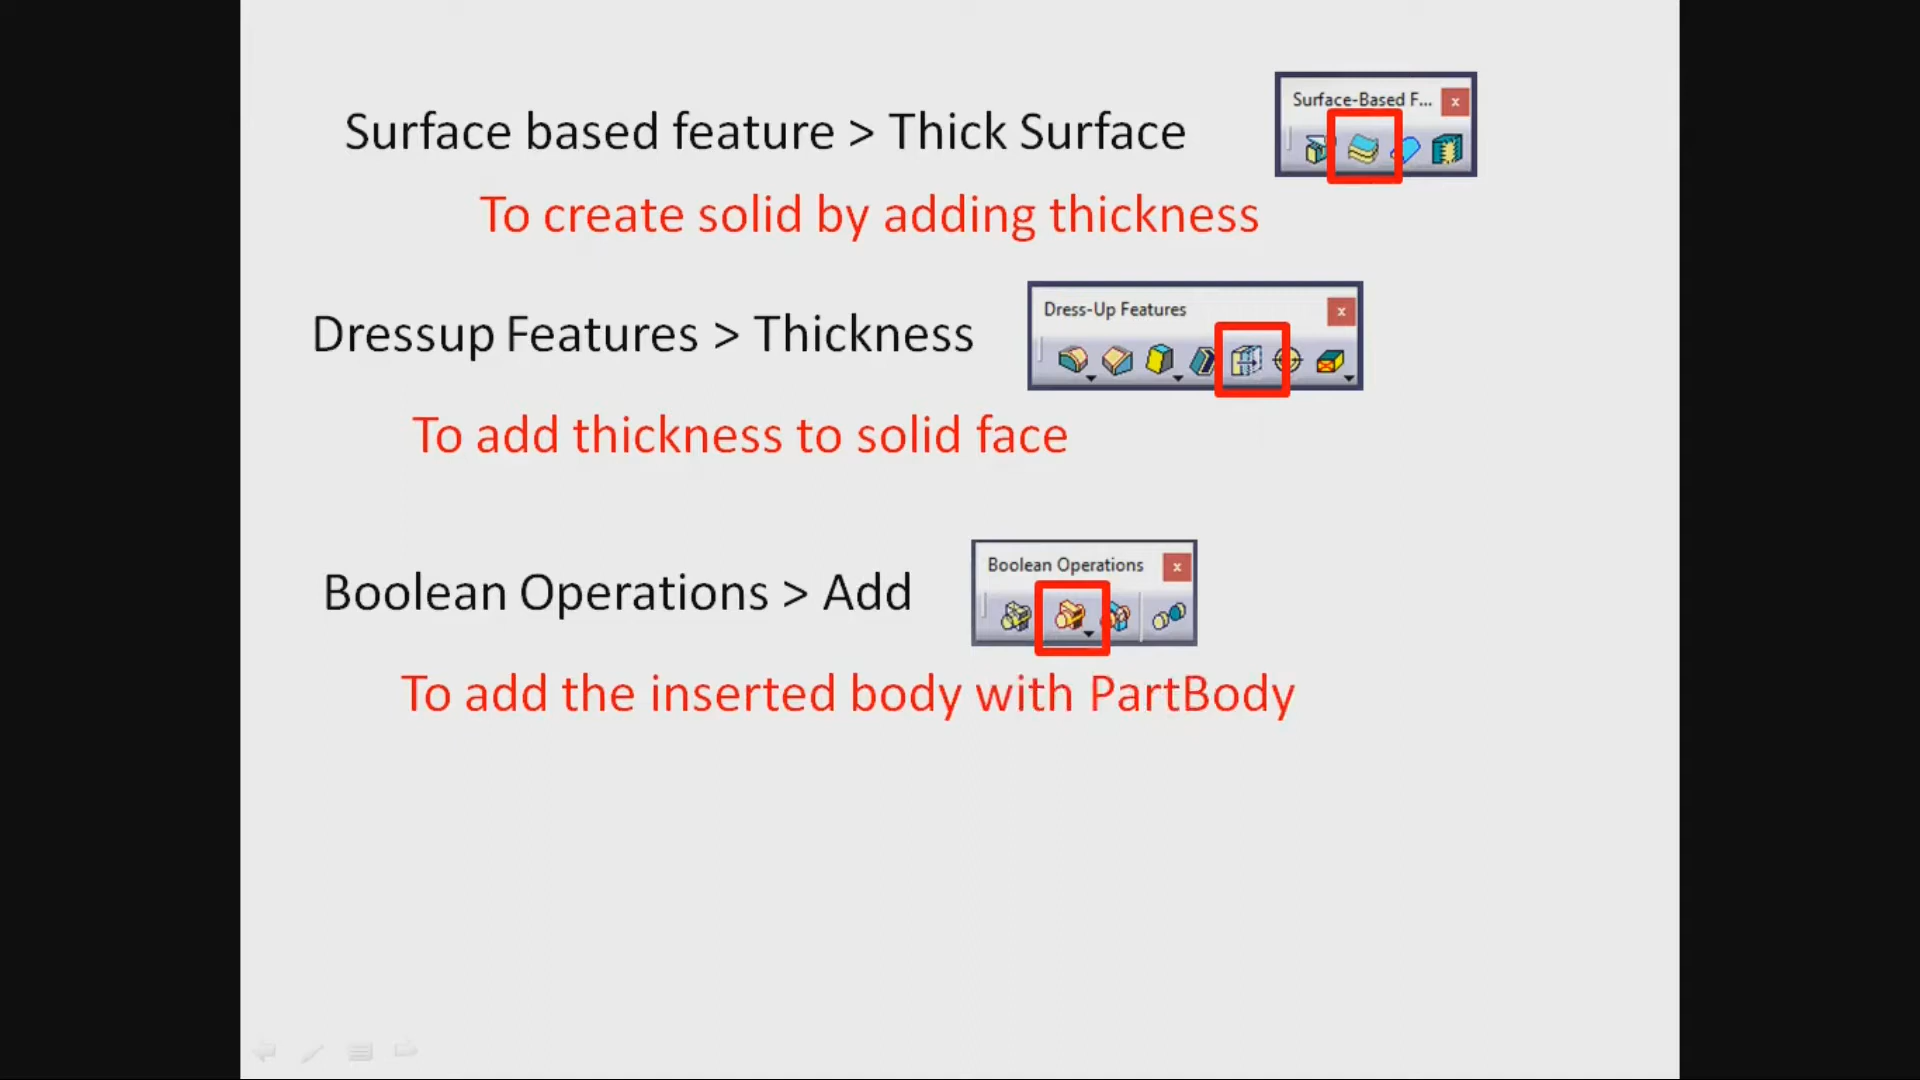 Surface based feature > Thick Surface
Surface-Based F...
To create solid by adding thickness
Dressup Features > Thickness
Dress-Up Features
To add thickness to solid face
Boolean Operations > Add
Boolean Operations
To add the inserted body with PartBody